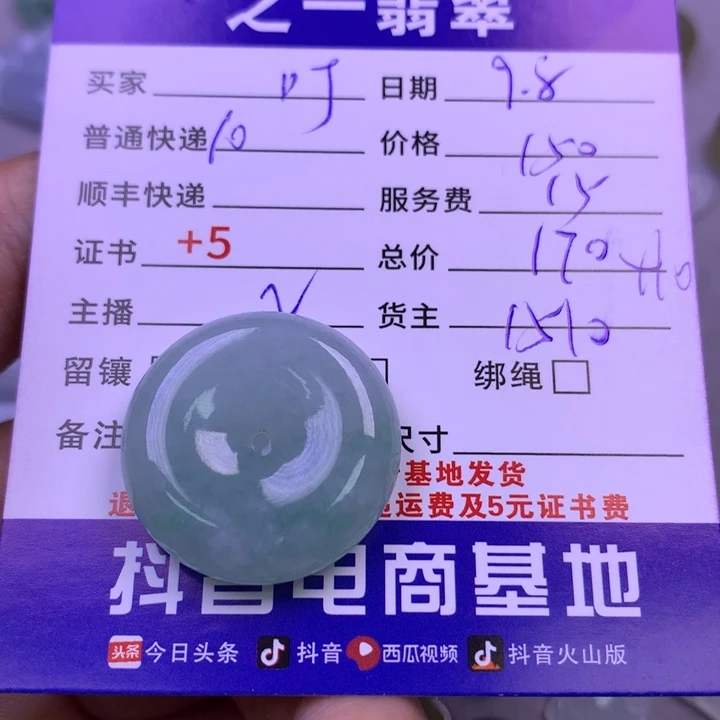 之一翡翠
买家 叮 日期 9.8
普通快递 10 价格 150
顺丰快递 服务费 15
证书 +5 总价 170 +10
主播 货主 1510
留镶 绑绳
备注 尺寸
基地发货
退 运费及5元证书费
抖音电商基地
头条 今日头条 抖音 西瓜视频 抖音火山版